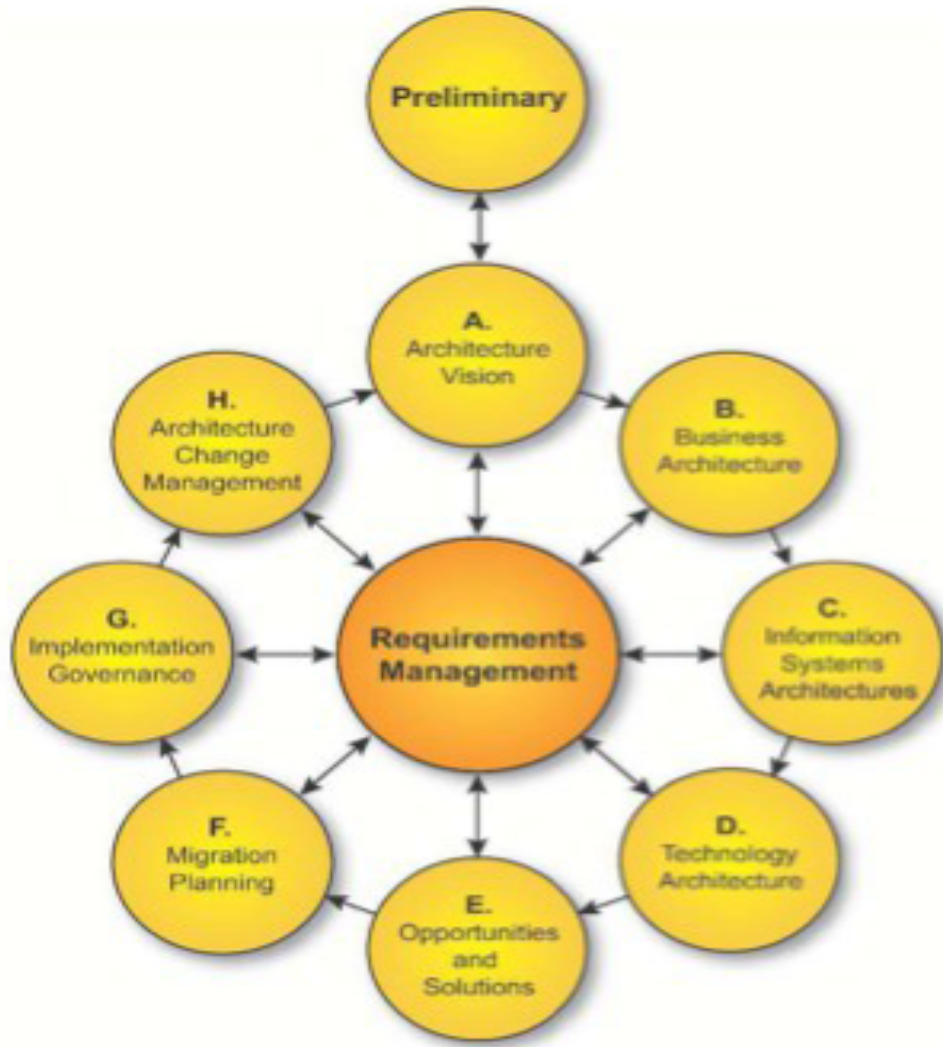 Preliminary
A.
Architecture
Vision
B.
Business
Architecture
C.
Information
Systems
Architectures
D.
Technology
Architecture
E.
Opportunities
and
Solutions
F.
Migration
Planning
G.
Implementation
Governance
H.
Architecture
Change
Management
Requirements
Management